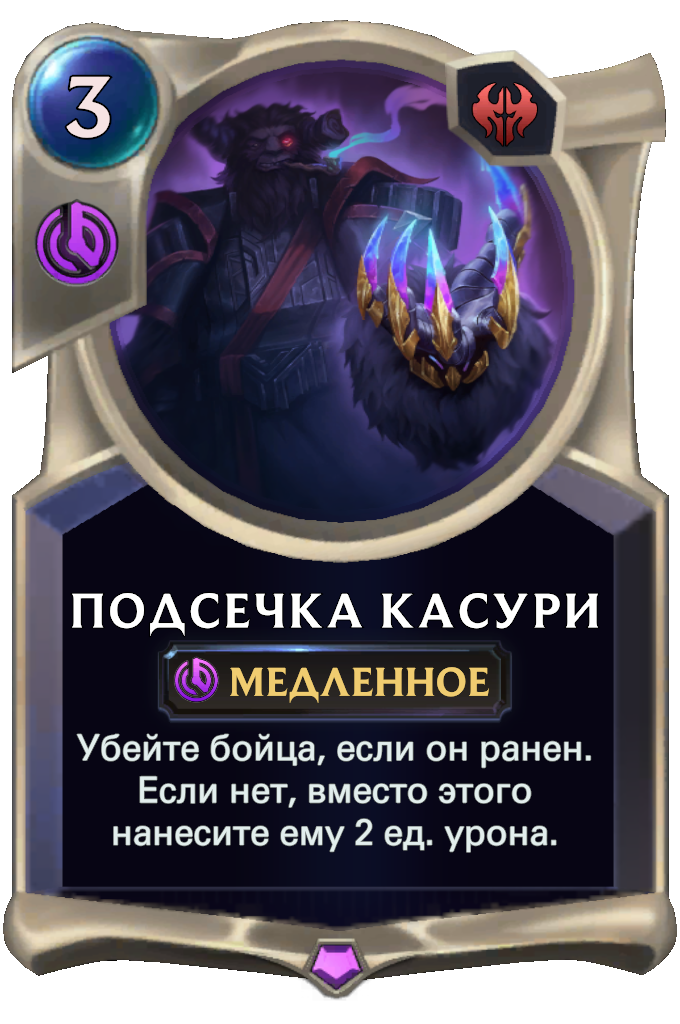 3
ПОДСЕЧКА КАСУРИ
МЕДЛЕННОЕ
Убейте бойца, если он ранен.
Если нет, вместо этого
нанесите ему 2 ед. урона.